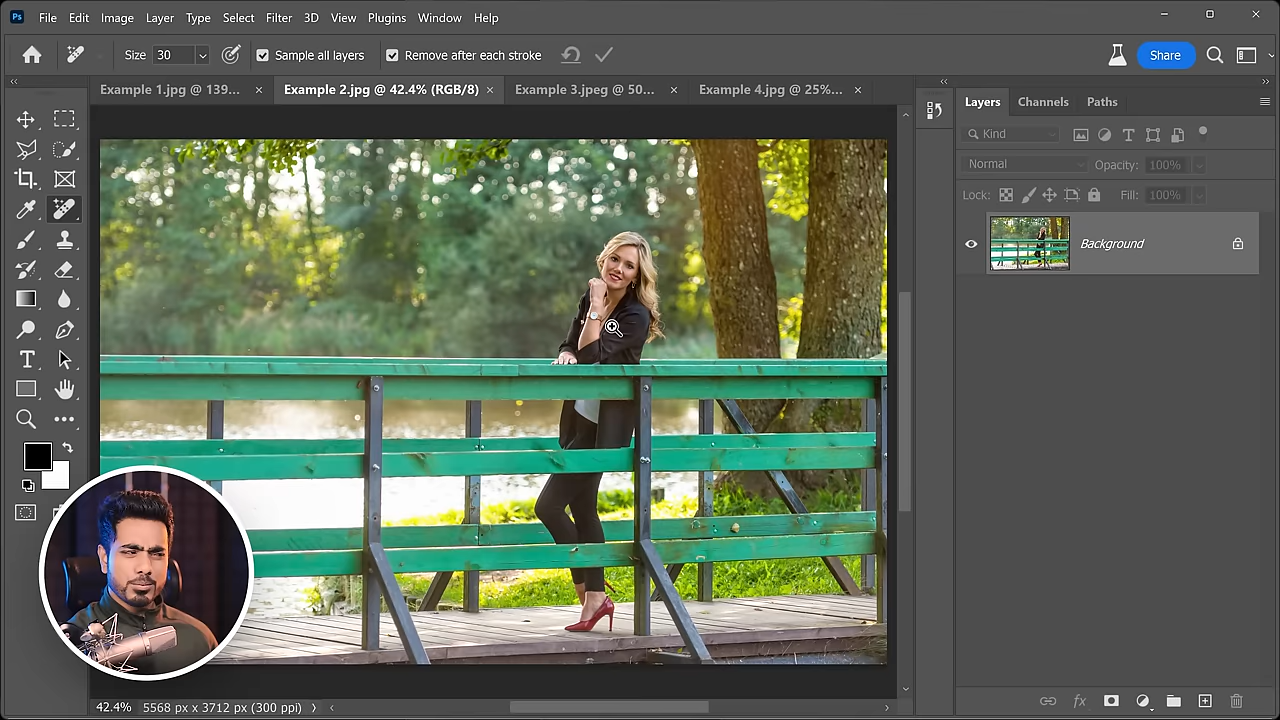 Ps File Edit Image Layer Type Select Filter 3D View Plugins Window Help
Size 30 Sample all layers Remove after each stroke Share
Example 1.jpg @ 139... × Example 2.jpg @ 42.4% (RGB/8) × Example 3.jpeg @ 50... × Example 4.jpg @ 25%... ×
Layers Channels Paths
Kind
Normal Opacity: 100%
Lock: Fill: 100%
Background
42.4% 5568 px x 3712 px (300 ppi)